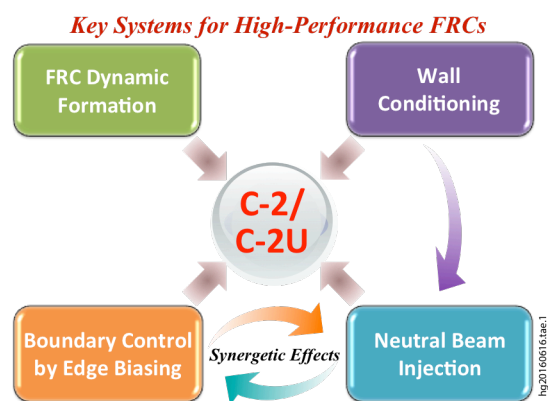 Key Systems for High-Performance FRCs
FRC Dynamic
Formation
Wall
Conditioning
C-2/
C-2U
Boundary Control
by Edge Biasing
Synergetic Effects
Neutral Beam
Injection
hg20160616.tae.1